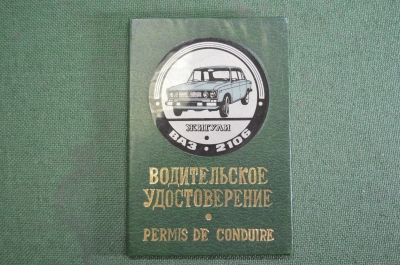 ЖИГУЛИ
ВАЗ • 2106
ВОДИТЕЛЬСКОЕ
УДОСТОВЕРЕНИЕ
•
PERMIS DE CONDUIRE